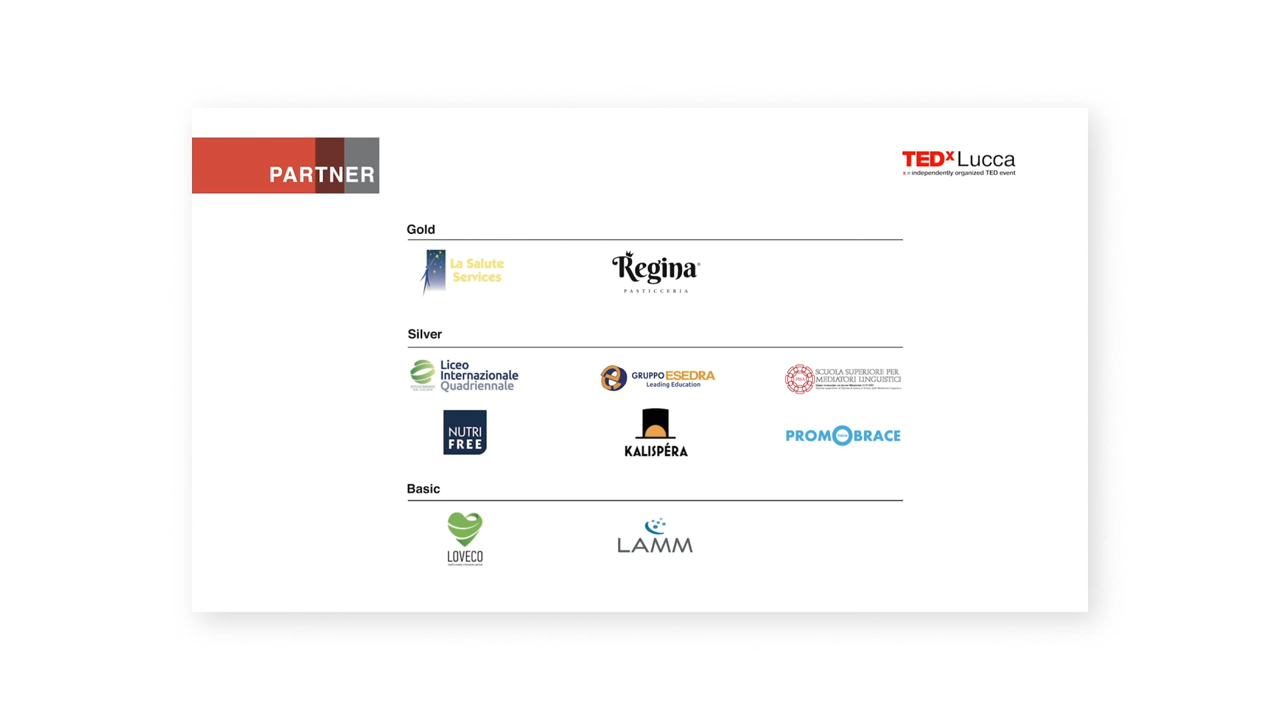 PARTNER
TEDxLucca
x = independently organized TED event
Gold
La Salute
Services
Regina®
PASTICCERIA
Silver
Liceo
Internazionale
Quadriennale
GRUPPO ESEDRA
Leading Education
SCUOLA SUPERIORE PER
MEDIATORI LINGUISTICI
NUTRI
FREE
KALISPÉRA
PROMOBRACE
Basic
LOVECO
LAMM